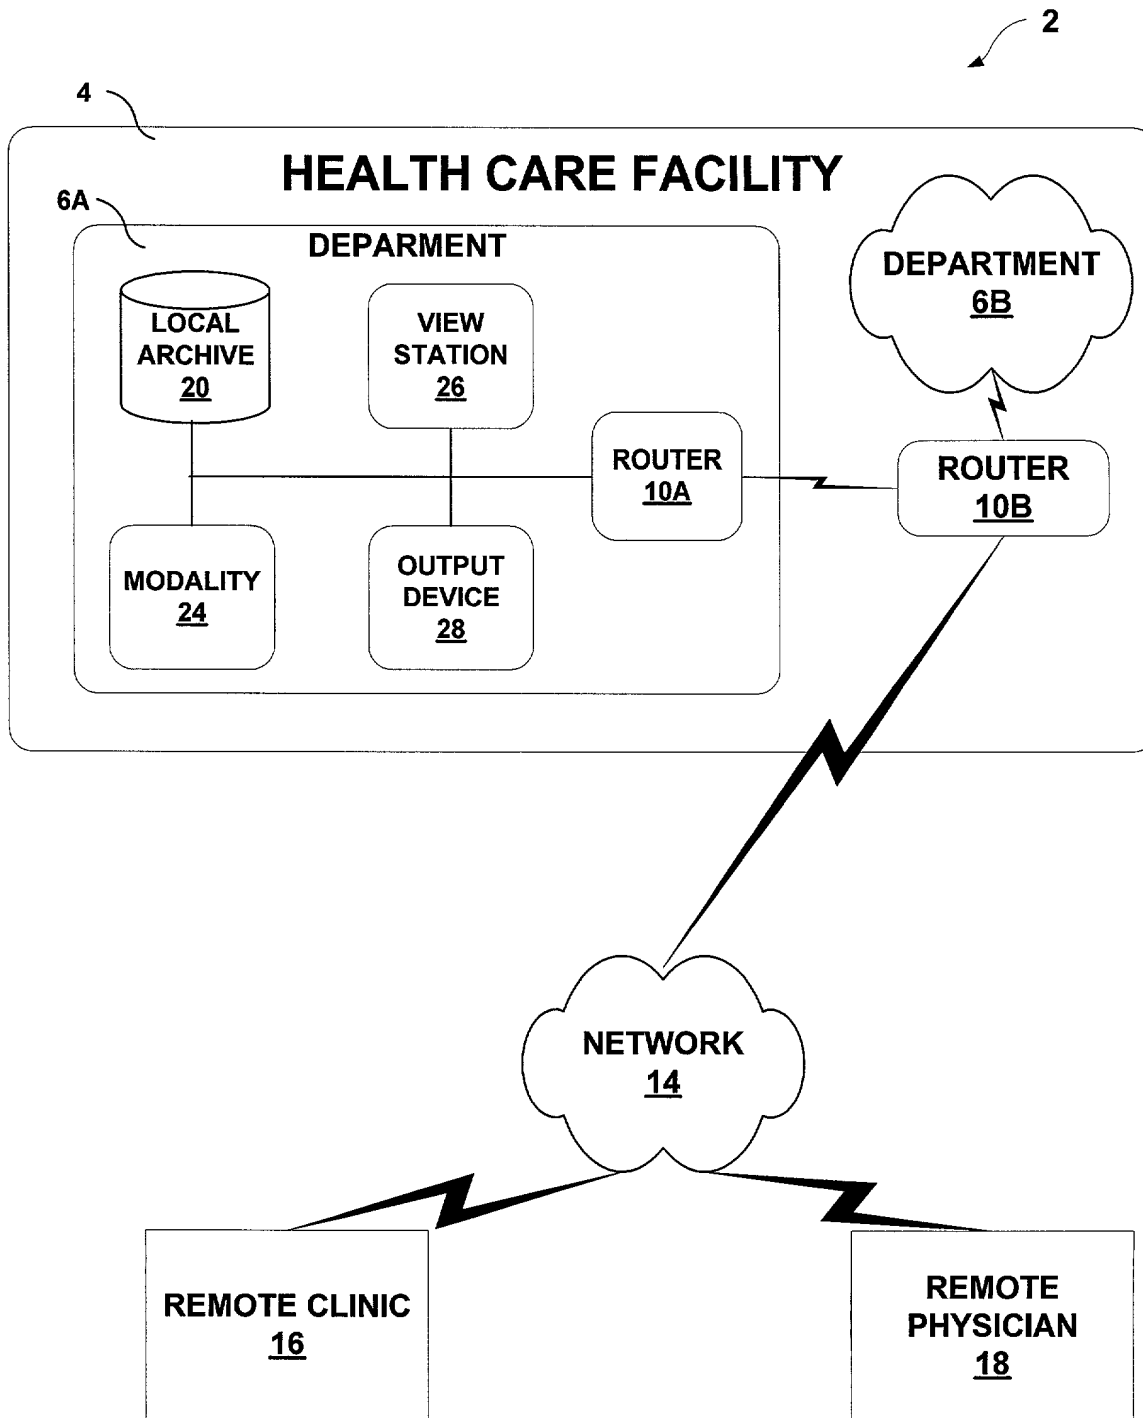 2
4
HEALTH CARE FACILITY
6A
DEPARMENT
LOCAL
ARCHIVE
20
VIEW
STATION
26
DEPARTMENT
6B
ROUTER
10A
ROUTER
10B
MODALITY
24
OUTPUT
DEVICE
28
NETWORK
14
REMOTE CLINIC
16
REMOTE
PHYSICIAN
18